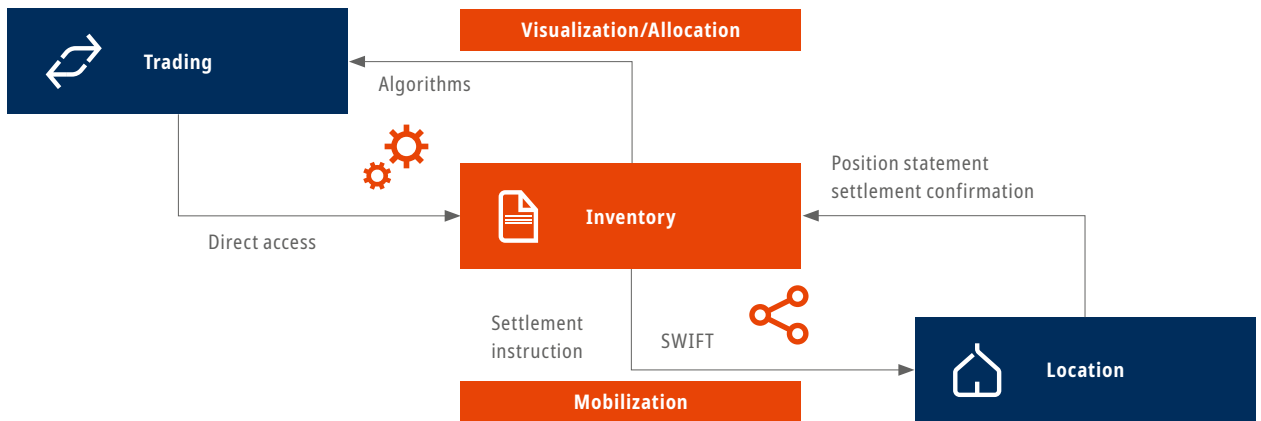 Visualization/Allocation
Trading
Algorithms
Position statement
settlement confirmation
Inventory
Direct access
Settlement
instruction
SWIFT
Location
Mobilization